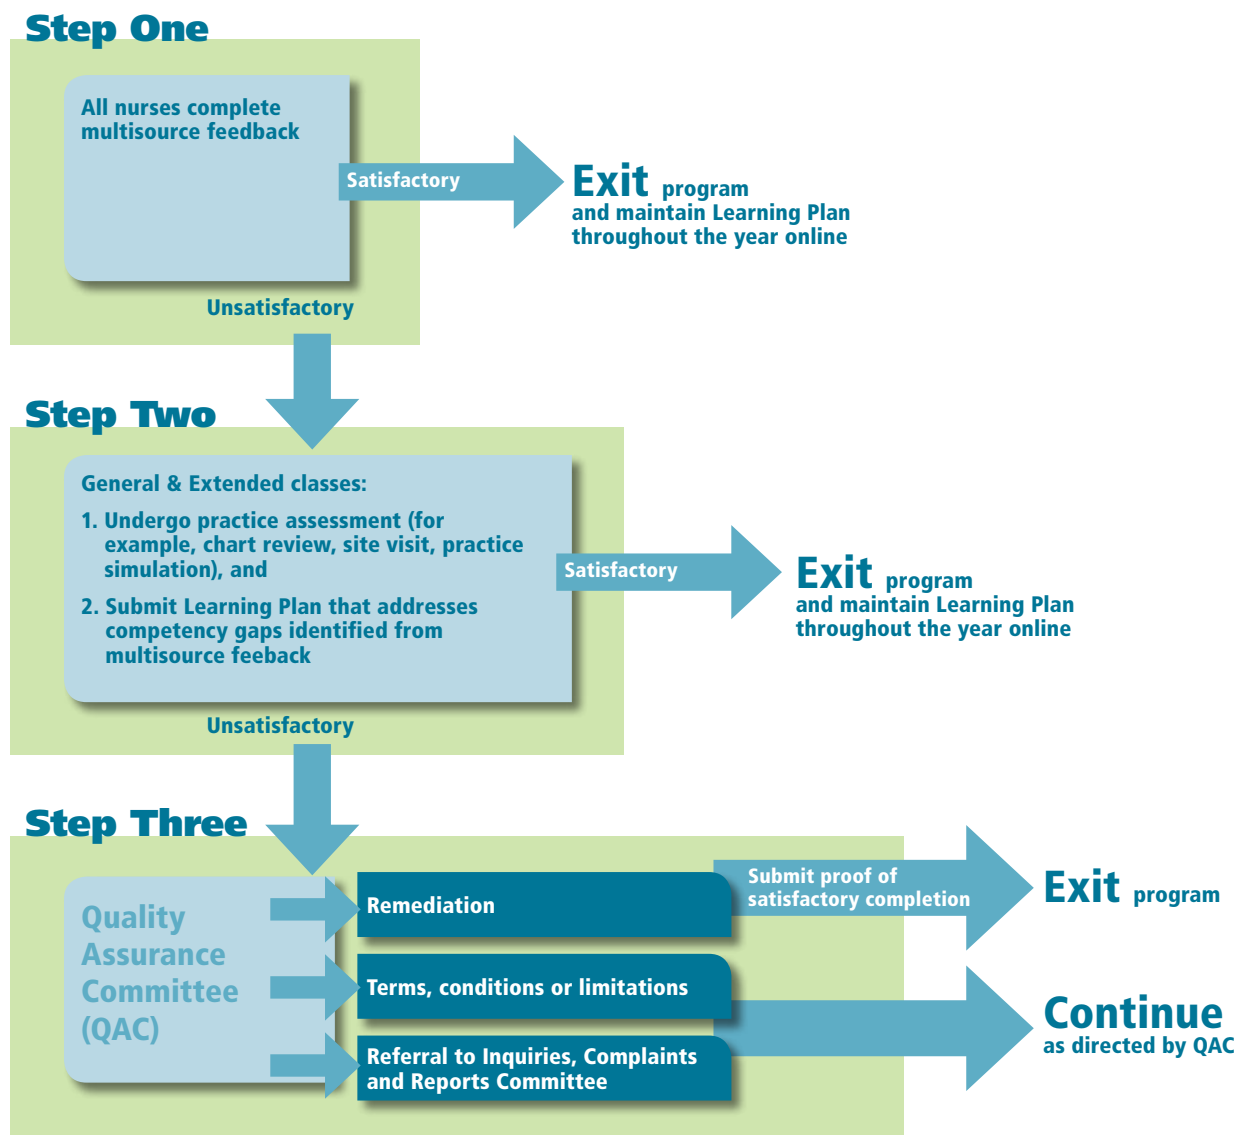 Step One
All nurses complete
multisource feedback
Satisfactory
Exit program
and maintain Learning Plan
throughout the year online
Unsatisfactory
Step Two
General & Extended classes:
1. Undergo practice assessment (for
example, chart review, site visit, practice
simulation), and
2. Submit Learning Plan that addresses
competency gaps identified from
multisource feeback
Satisfactory
Exit program
and maintain Learning Plan
throughout the year online
Unsatisfactory
Step Three
Quality
Assurance
Committee
(QAC)
Remediation
Submit proof of
satisfactory completion
Exit program
Terms, conditions or limitations
Referral to Inquiries, Complaints
and Reports Committee
Continue
as directed by QAC